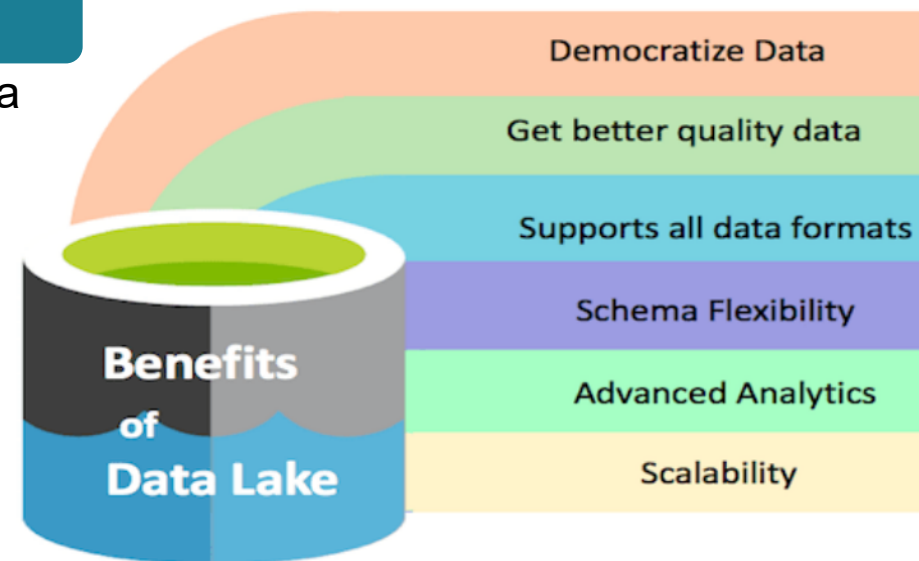 a
Democratize Data
Get better quality data
Supports all data formats
Schema Flexibility
Advanced Analytics
Scalability
Benefits
of
Data Lake